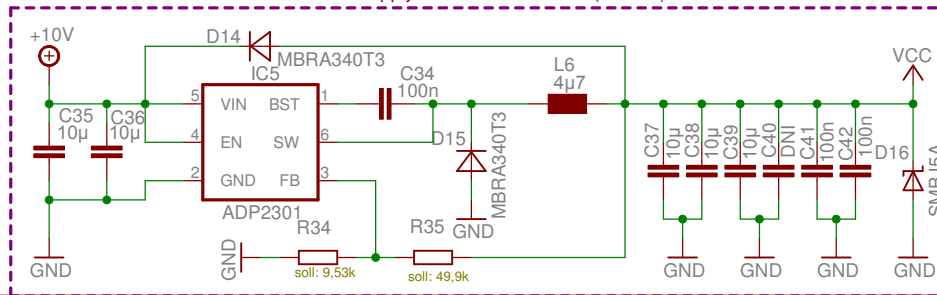 +10V
D14
MBRA340T3
IC5
C34
100n
L6
4µ7
VCC
C35
10µ
C36
10µ
5
VIN
BST
1
4
EN
SW
6
2
GND
FB
3
ADP2301
D15
MBRA340T3
GND
C37
10µ
C38
10µ
C39
10µ
C40
DNI
C41
100n
C42
100n
D16
SMBJ5A
R34
soll: 9,53k
R35
soll: 49,9k
GND
GND
GND
GND
GND
GND